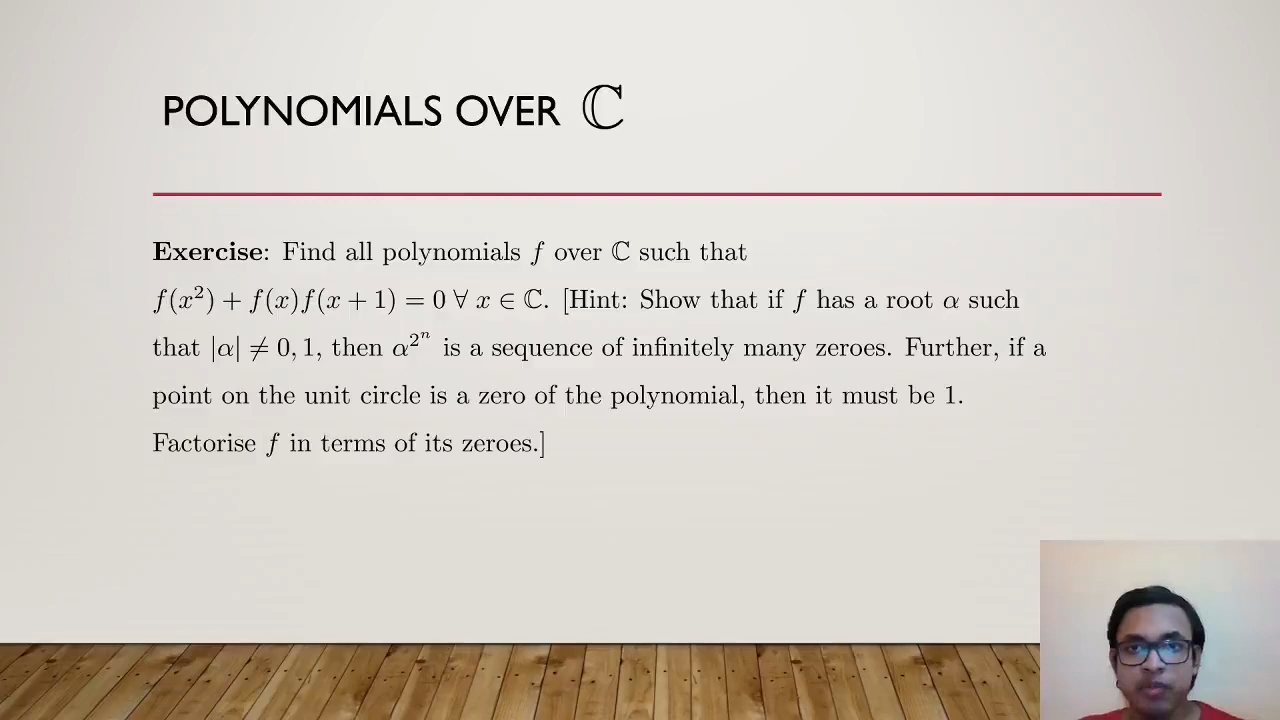 POLYNOMIALS OVER ℂ
Exercise: Find all polynomials f over ℂ such that
f(x²) + f(x)f(x + 1) = 0 ∀ x ∈ ℂ. [Hint: Show that if f has a root α such
that |α| ≠ 0, 1, then α^{2^n} is a sequence of infinitely many zeroes. Further, if a
point on the unit circle is a zero of the polynomial, then it must be 1.
Factorise f in terms of its zeroes.]